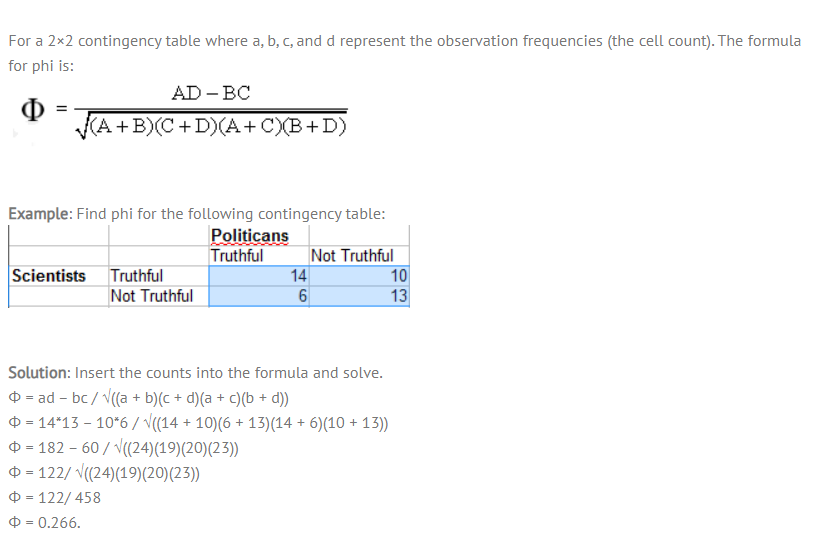 For a 2×2 contingency table where a, b, c, and d represent the observation frequencies (the cell count). The formula
for phi is:
Φ = AD – BC / √(A + B)(C + D)(A + C)(B + D)
Example: Find phi for the following contingency table:
Politicans
Truthful Not Truthful
Scientists Truthful 14 10
Not Truthful 6 13
Solution: Insert the counts into the formula and solve.
Φ = ad – bc / √((a + b)(c + d)(a + c)(b + d))
Φ = 14*13 – 10*6 / √((14 + 10)(6 + 13)(14 + 6)(10 + 13))
Φ = 182 – 60 / √((24)(19)(20)(23))
Φ = 122/ √((24)(19)(20)(23))
Φ = 122/ 458
Φ = 0.266.